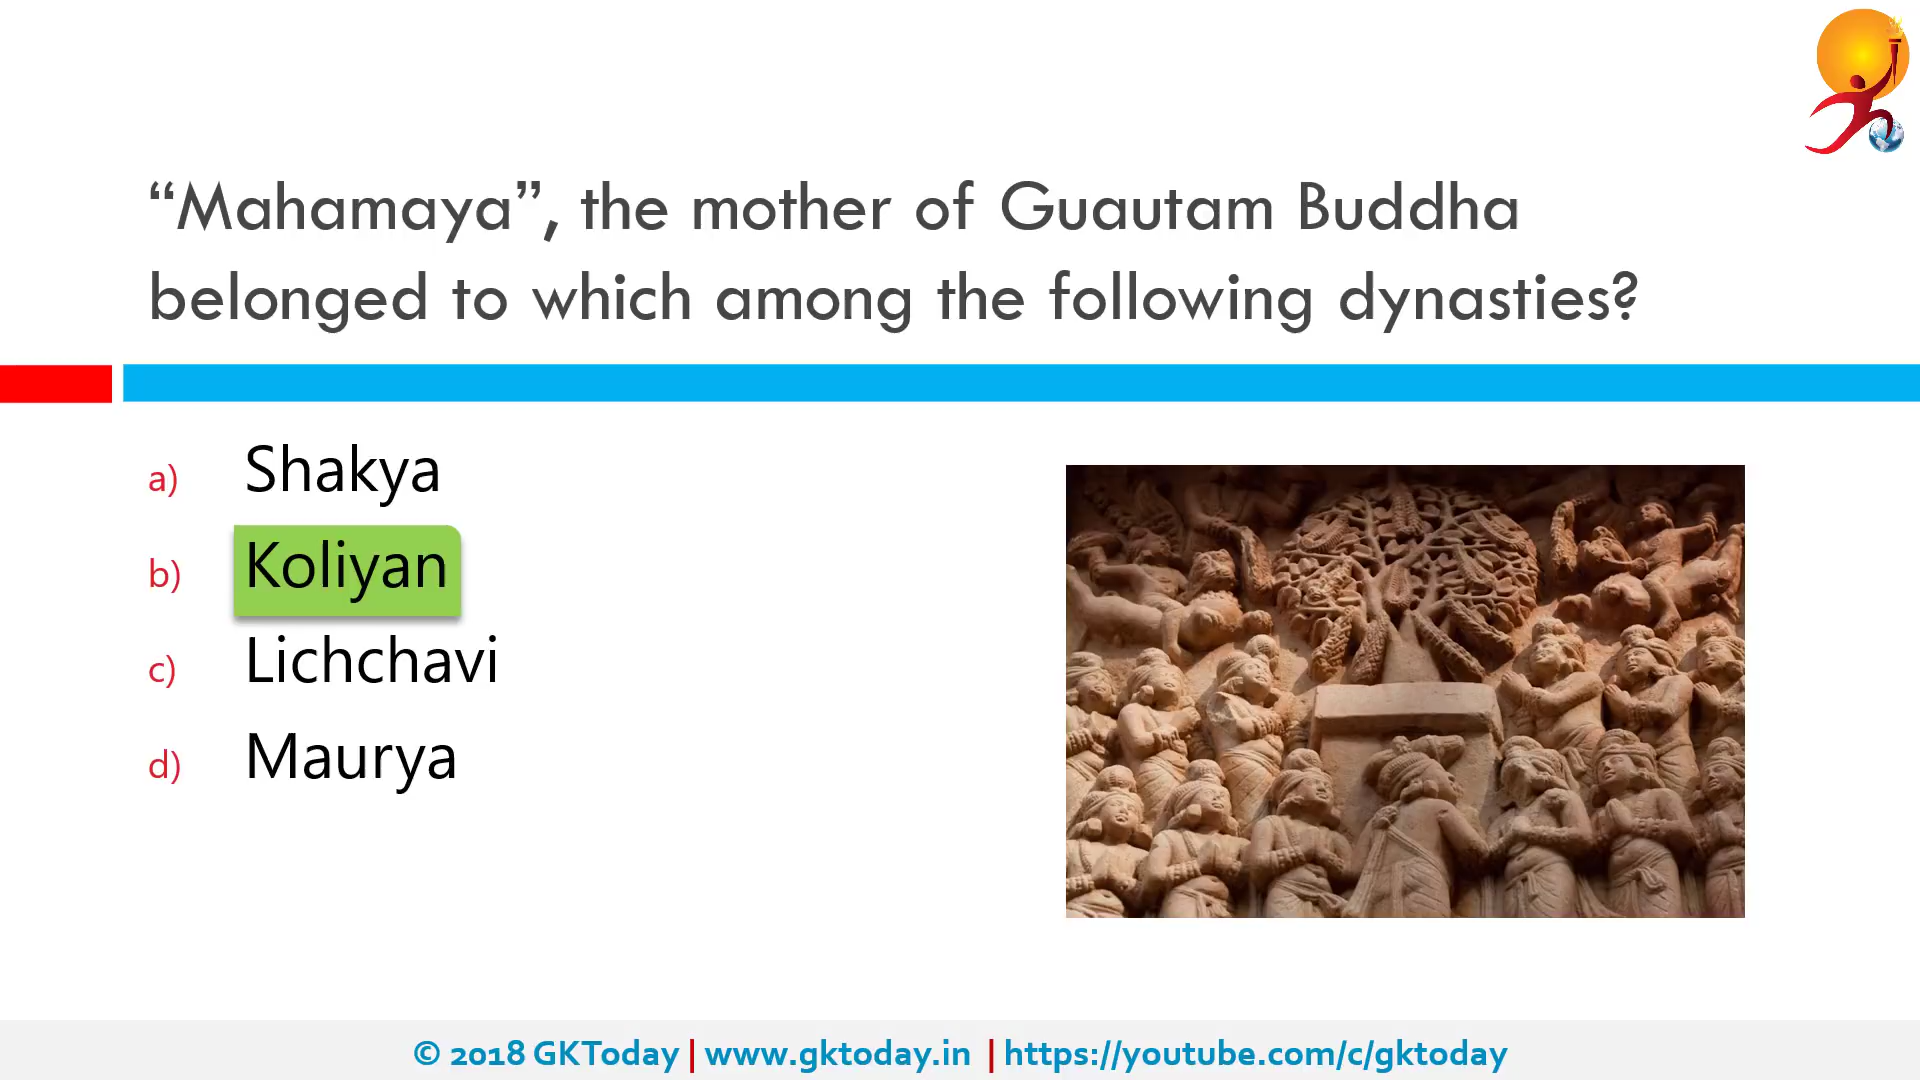 “Mahamaya”, the mother of Guautam Buddha
belonged to which among the following dynasties?
a) Shakya
b) Koliyan
c) Lichchavi
d) Maurya
© 2018 GKToday | www.gktoday.in | https://youtube.com/c/gktoday